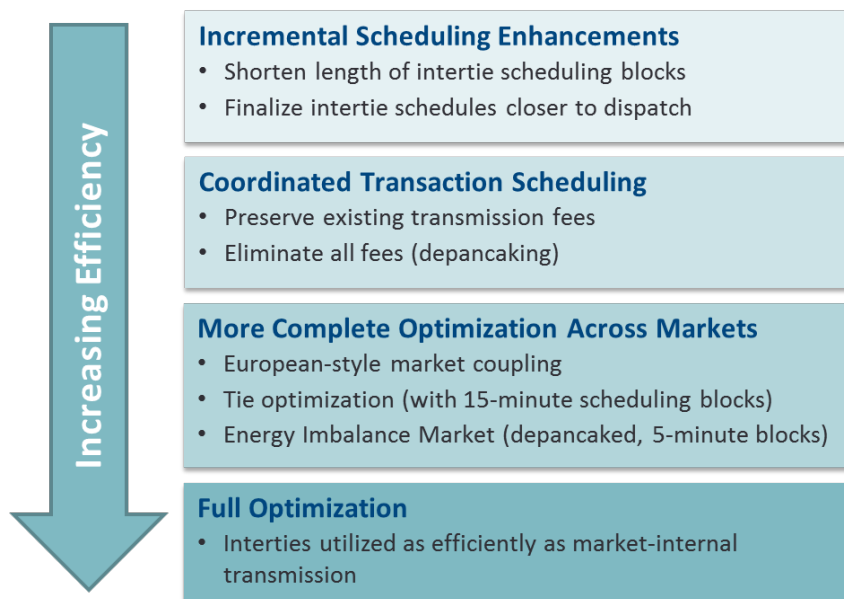 Increasing Efficiency
Incremental Scheduling Enhancements
• Shorten length of intertie scheduling blocks
• Finalize intertie schedules closer to dispatch
Coordinated Transaction Scheduling
• Preserve existing transmission fees
• Eliminate all fees (depancaking)
More Complete Optimization Across Markets
• European-style market coupling
• Tie optimization (with 15-minute scheduling blocks)
• Energy Imbalance Market (depancaked, 5-minute blocks)
Full Optimization
• Interties utilized as efficiently as market-internal
transmission